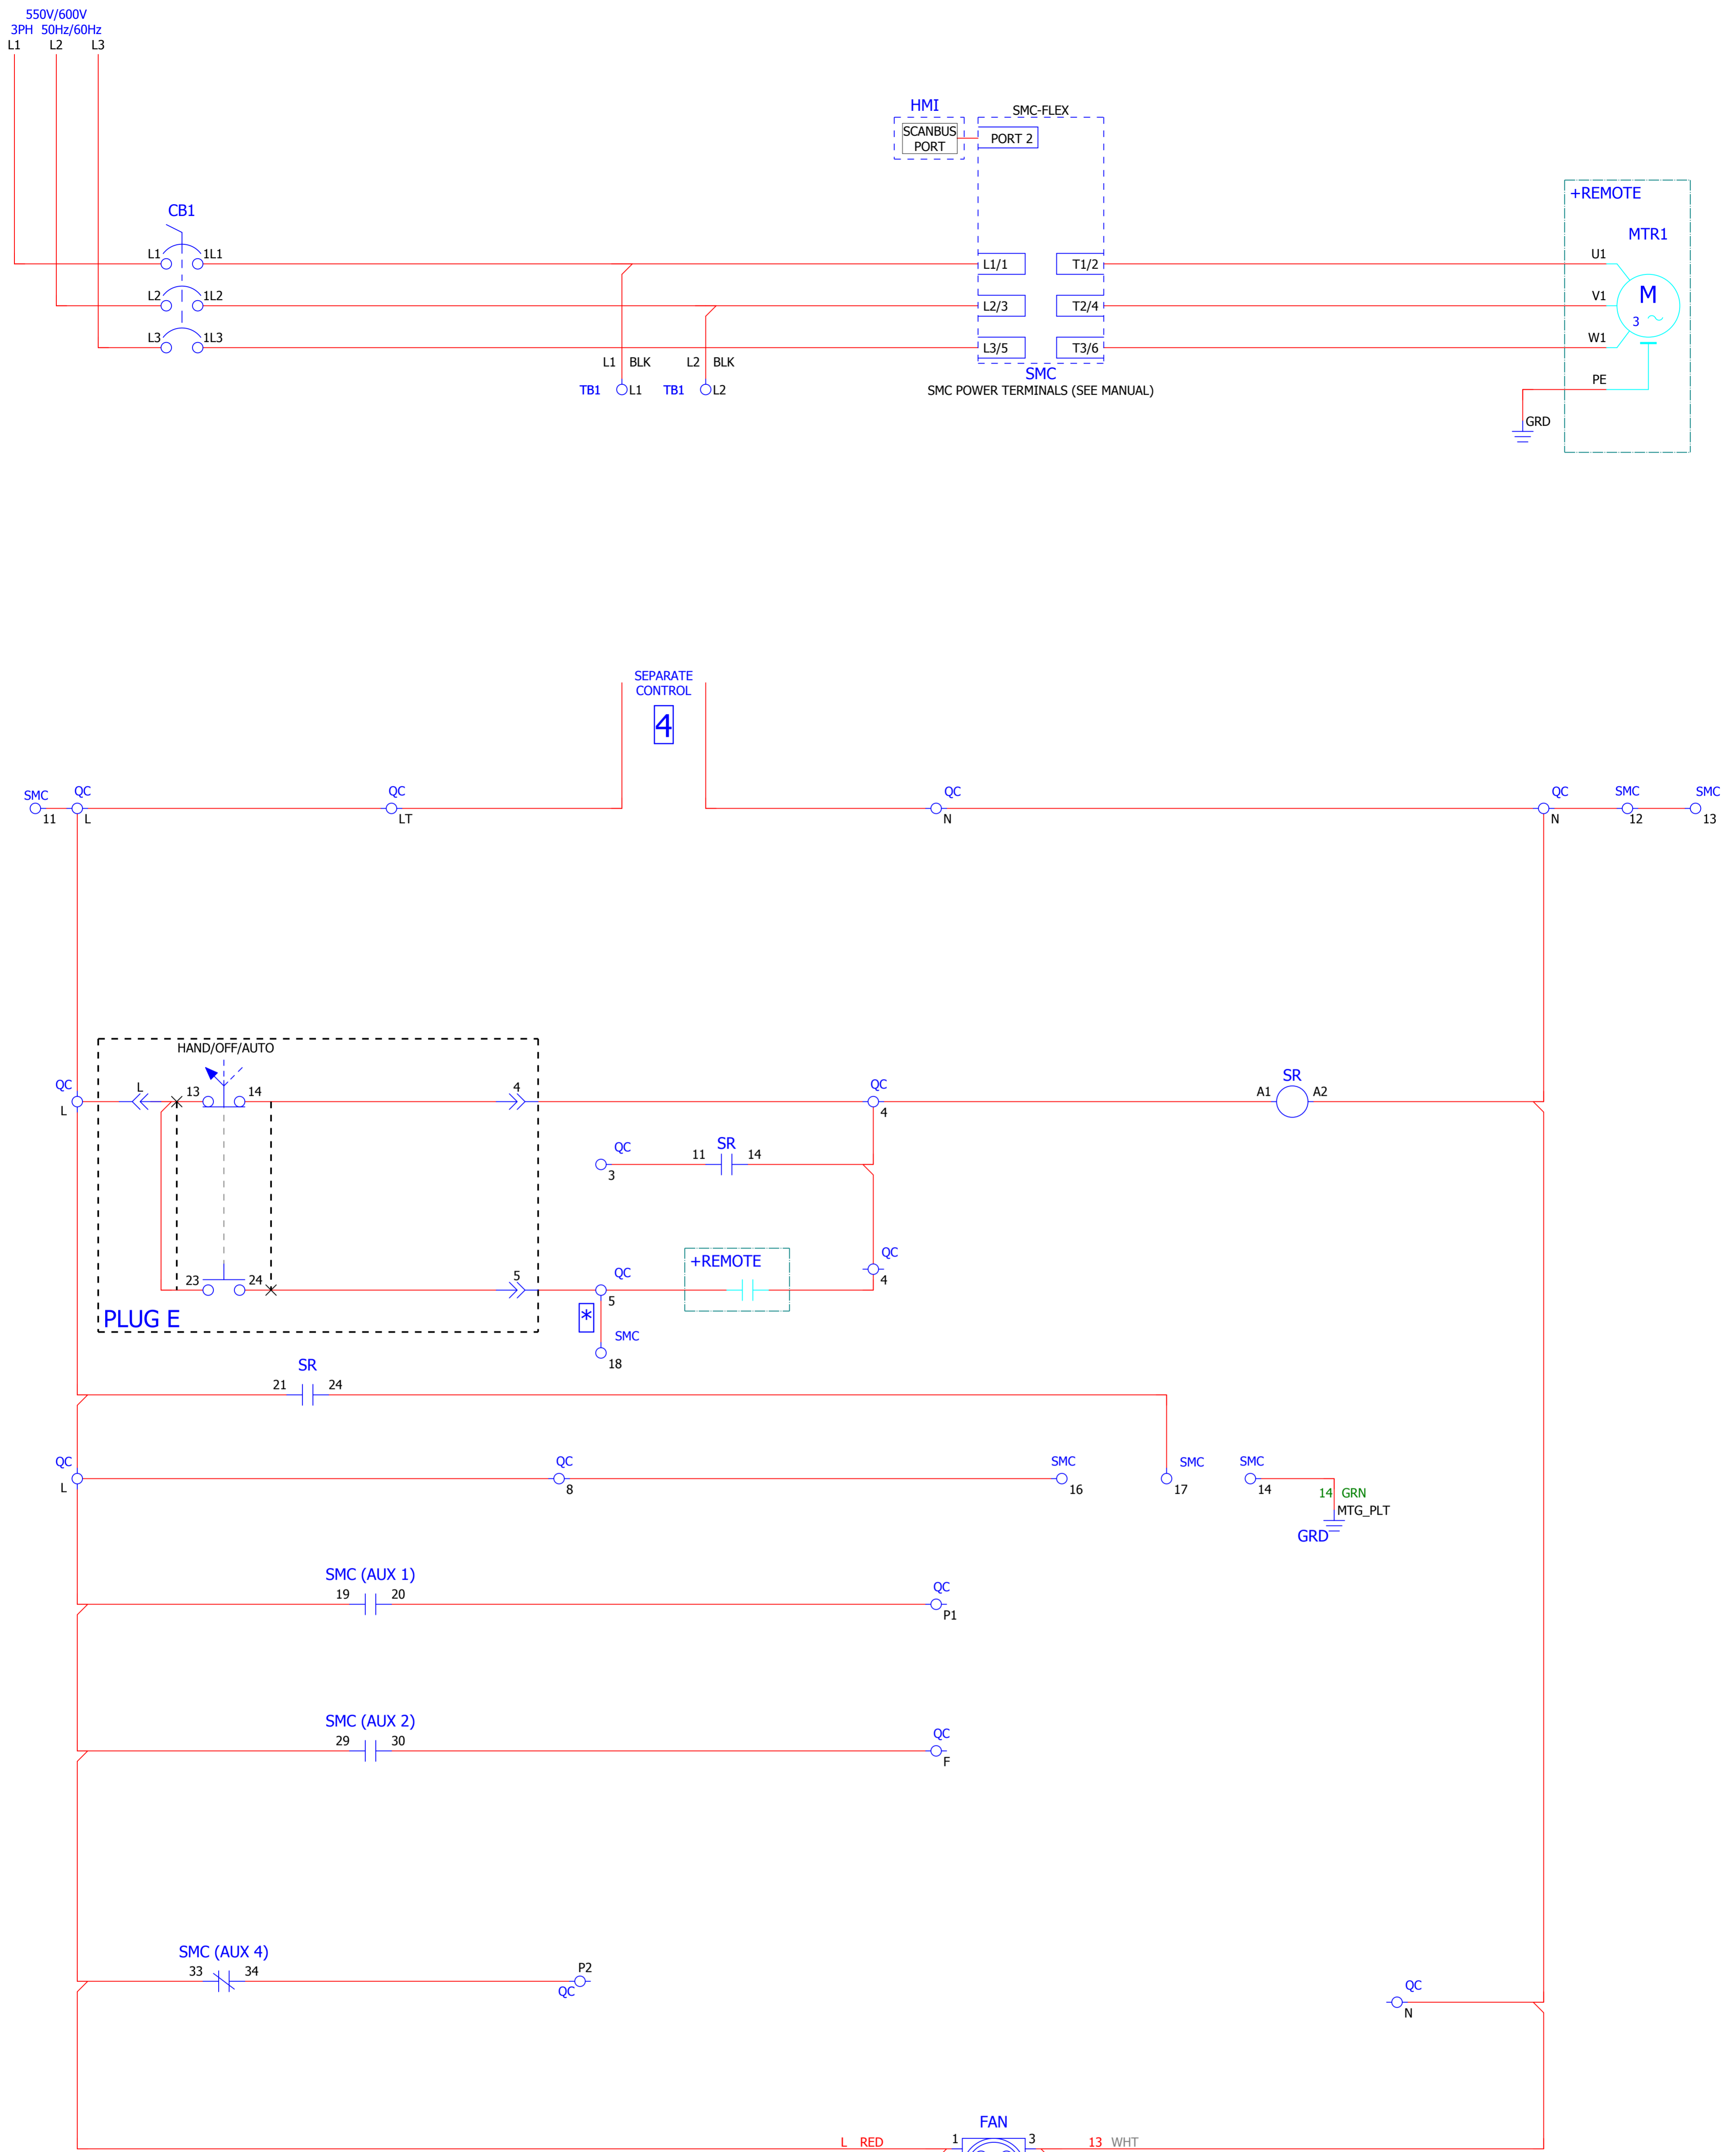 550V/600V
3PH 50Hz/60Hz
L1 L2 L3
HMI
SCANBUS
PORT
SMC-FLEX
PORT 2
+REMOTE
MTR1
CB1
L1 1L1
L1/1 T1/2
U1
L2 1L2
L2/3 T2/4
V1
M
3
L3 1L3
L3/5 T3/6
W1
L1 BLK L2 BLK
SMC
PE
TB1 L1 TB1 L2
SMC POWER TERMINALS (SEE MANUAL)
GRD
SEPARATE
CONTROL
4
SMC QC QC QC QC SMC SMC
11 L LT N N 12 13
HAND/OFF/AUTO
QC L 13 14 4 QC SR
L 4 A1 A2
QC SR
3 11 14
+REMOTE
QC
4
23 24 5 QC
5
PLUG E
*
SMC
18
SR
21 24
QC QC SMC SMC SMC
L 8 16 17 14
14 GRN
MTG_PLT
GRD
SMC (AUX 1)
19 20 QC
P1
SMC (AUX 2)
29 30 QC
F
SMC (AUX 4)
33 34 P2
QC
QC
N
FAN
L RED 1 3 13 WHT